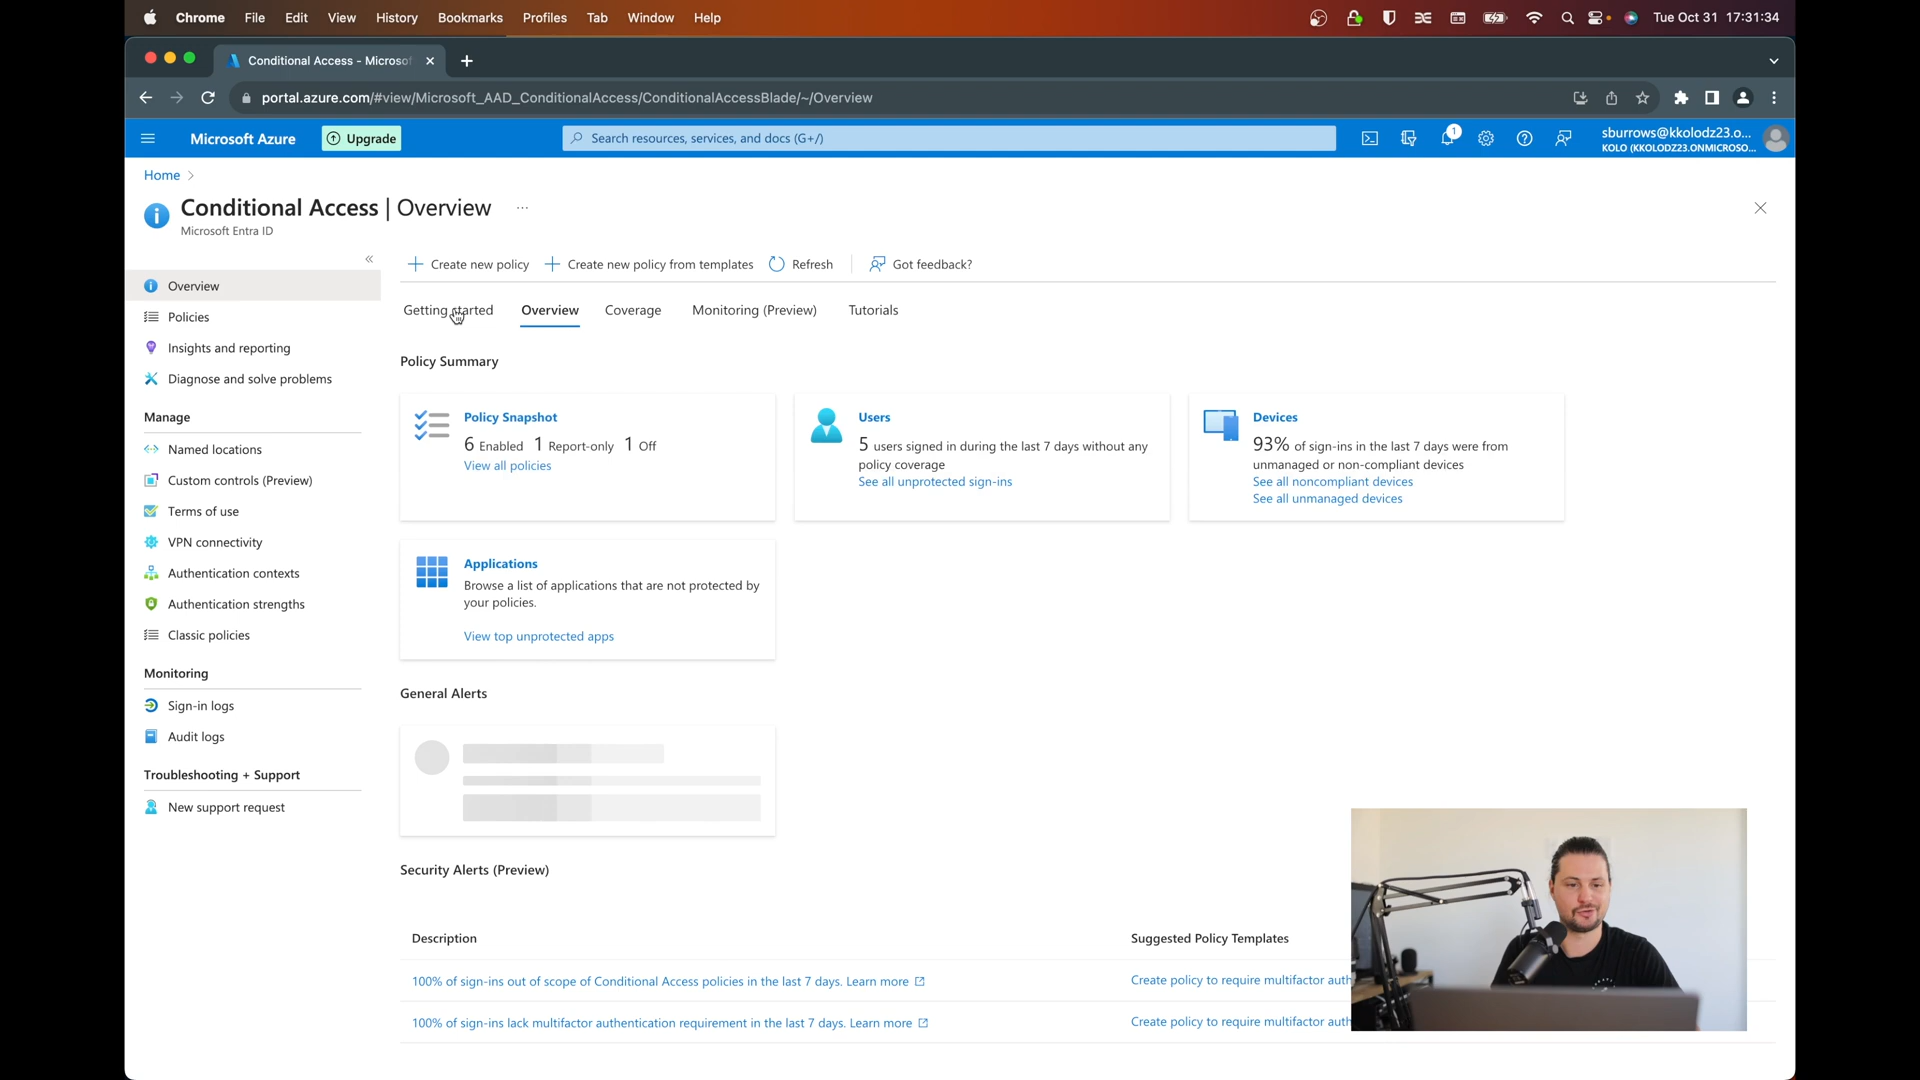 Chrome File Edit View History Bookmarks Profiles Tab Window Help
Tue Oct 31 17:31:34
Conditional Access - Microsof
portal.azure.com/#view/Microsoft_AAD_ConditionalAccess/ConditionalAccessBlade/~/Overview
Microsoft Azure
Upgrade
Search resources, services, and docs (G+/)
1
sburrows@kkolodz23.o...
KOLO (KKOLODZ23.ONMICROSO...
Home >
Conditional Access | Overview ...
Microsoft Entra ID
Create new policy
Create new policy from templates
Refresh
Got feedback?
Overview
Policies
Insights and reporting
Diagnose and solve problems
Manage
Named locations
Custom controls (Preview)
Terms of use
VPN connectivity
Authentication contexts
Authentication strengths
Classic policies
Monitoring
Sign-in logs
Audit logs
Troubleshooting + Support
New support request
Getting started Overview Coverage Monitoring (Preview) Tutorials
Policy Summary
Policy Snapshot
6 Enabled 1 Report-only 1 Off
View all policies
Users
5 users signed in during the last 7 days without any
policy coverage
See all unprotected sign-ins
Devices
93% of sign-ins in the last 7 days were from
unmanaged or non-compliant devices
See all noncompliant devices
See all unmanaged devices
Applications
Browse a list of applications that are not protected by
your policies.
View top unprotected apps
General Alerts
Security Alerts (Preview)
Description
Suggested Policy Templates
100% of sign-ins out of scope of Conditional Access policies in the last 7 days. Learn more
Create policy to require multifactor auth
100% of sign-ins lack multifactor authentication requirement in the last 7 days. Learn more
Create policy to require multifactor auth